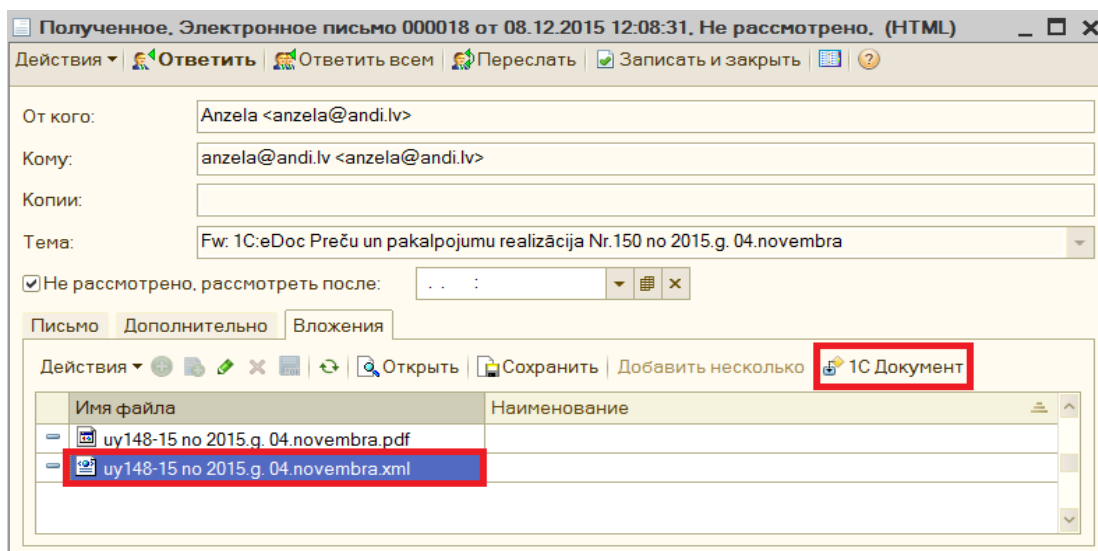 Полученное, Электронное письмо 000018 от 08.12.2015 12:08:31, Не рассмотрено, (HTML)
Действия Ответить Ответить всем Переслать Записать и закрыть
От кого: Anzela <anzela@andi.lv>
Кому: anzela@andi.lv <anzela@andi.lv>
Копии:
Тема: Fw: 1C:eDoc Preču un pakalpojumu realizācija Nr.150 no 2015.g. 04.novembra
Не рассмотрено, рассмотреть после: . . :
Письмо Дополнительно Вложения
Действия Открыть Сохранить Добавить несколько 1С Документ
Имя файла Наименование
uy148-15 no 2015.g. 04.novembra.pdf
uy148-15 no 2015.g. 04.novembra.xml